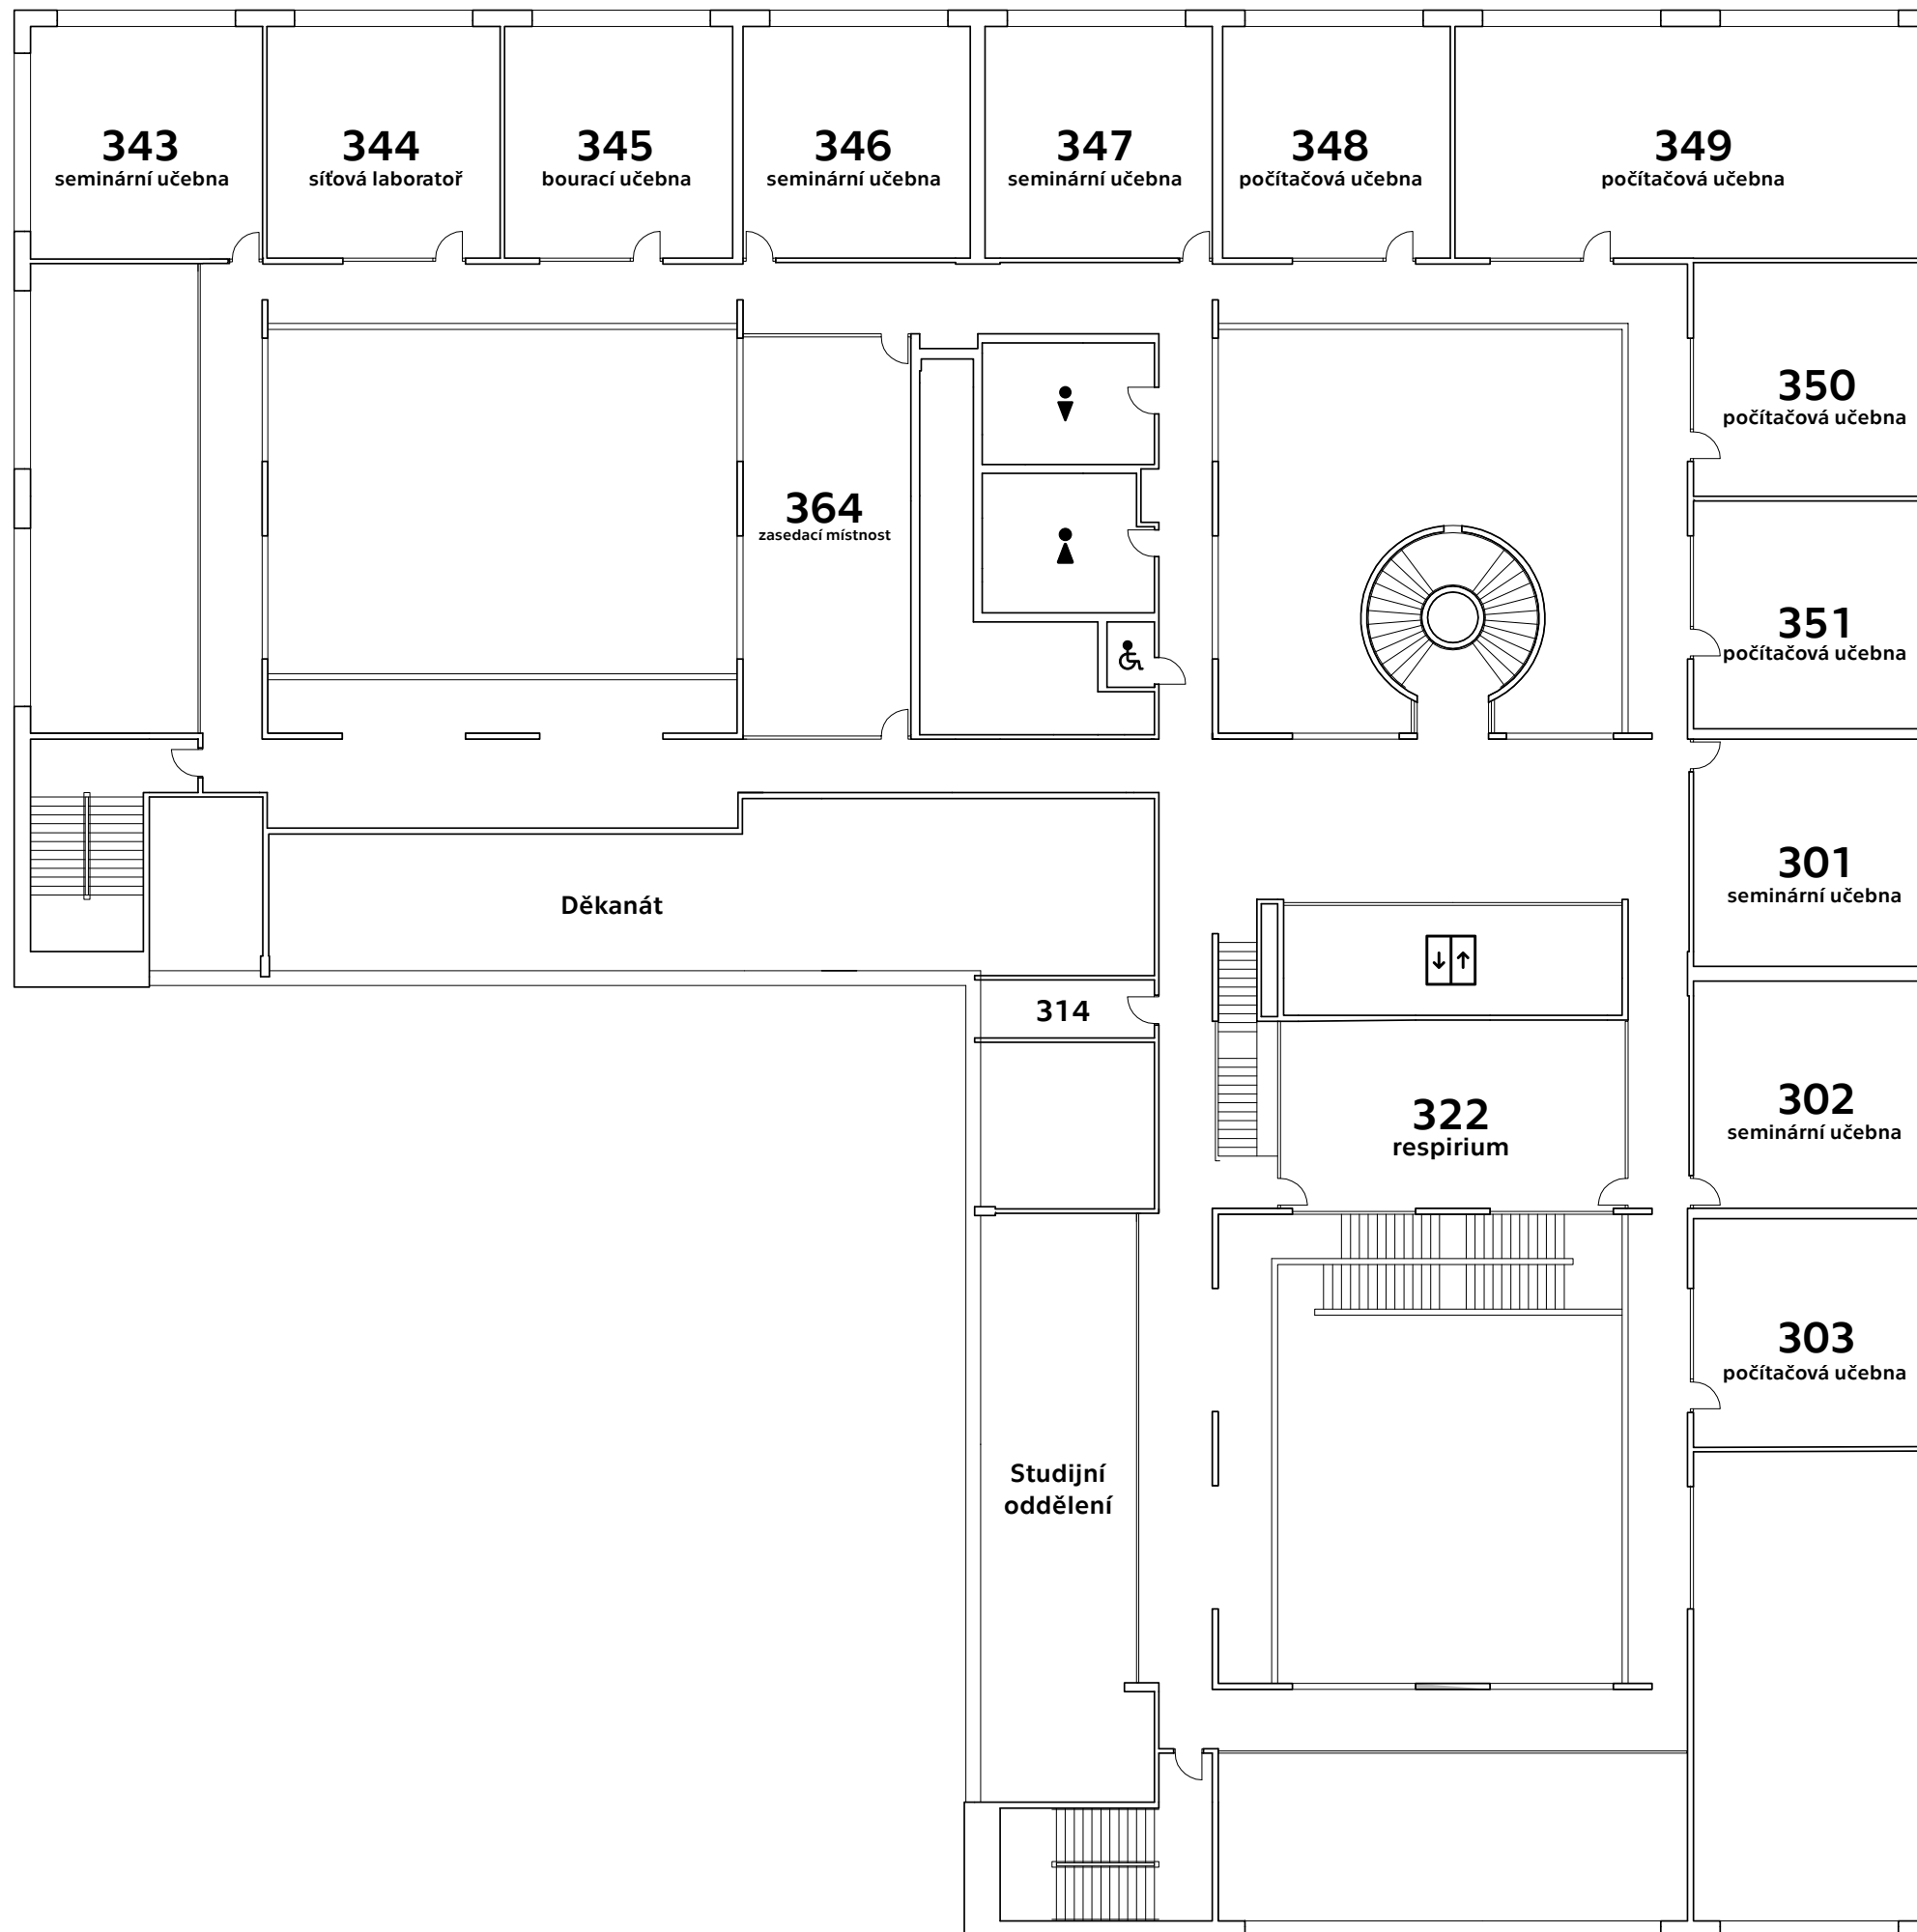 343
seminární učebna
344
síťová laboratoř
345
bourací učebna
346
seminární učebna
347
seminární učebna
348
počítačová učebna
349
počítačová učebna
350
počítačová učebna
364
zasedací místnost
351
počítačová učebna
301
seminární učebna
Děkanát
314
302
seminární učebna
322
respirium
303
počítačová učebna
Studijní
oddělení